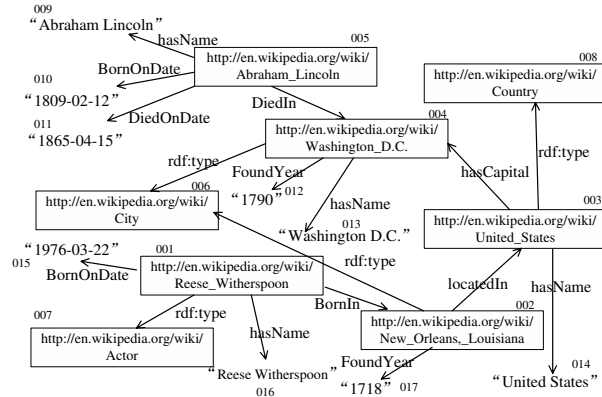 009
“Abraham Lincoln”
hasName
005
http://en.wikipedia.org/wiki/
Abraham_Lincoln
010
BornOnDate
“1809-02-12”
011
DiedOnDate
“1865-04-15”
DiedIn
008
http://en.wikipedia.org/wiki/
Country
004
http://en.wikipedia.org/wiki/
Washington_D.C.
rdf:type
FoundYear
“1790”
012
hasName
013
“Washington D.C.”
hasCapital
rdf:type
006
http://en.wikipedia.org/wiki/
City
003
http://en.wikipedia.org/wiki/
United_States
“1976-03-22”
015
BornOnDate
001
http://en.wikipedia.org/wiki/
Reese_Witherspoon
rdf:type
locatedIn
hasName
BornIn
002
http://en.wikipedia.org/wiki/
New_Orleans,_Louisiana
rdf:type
007
http://en.wikipedia.org/wiki/
Actor
hasName
“Reese Witherspoon”
016
FoundYear
“1718”
017
014
“United States”